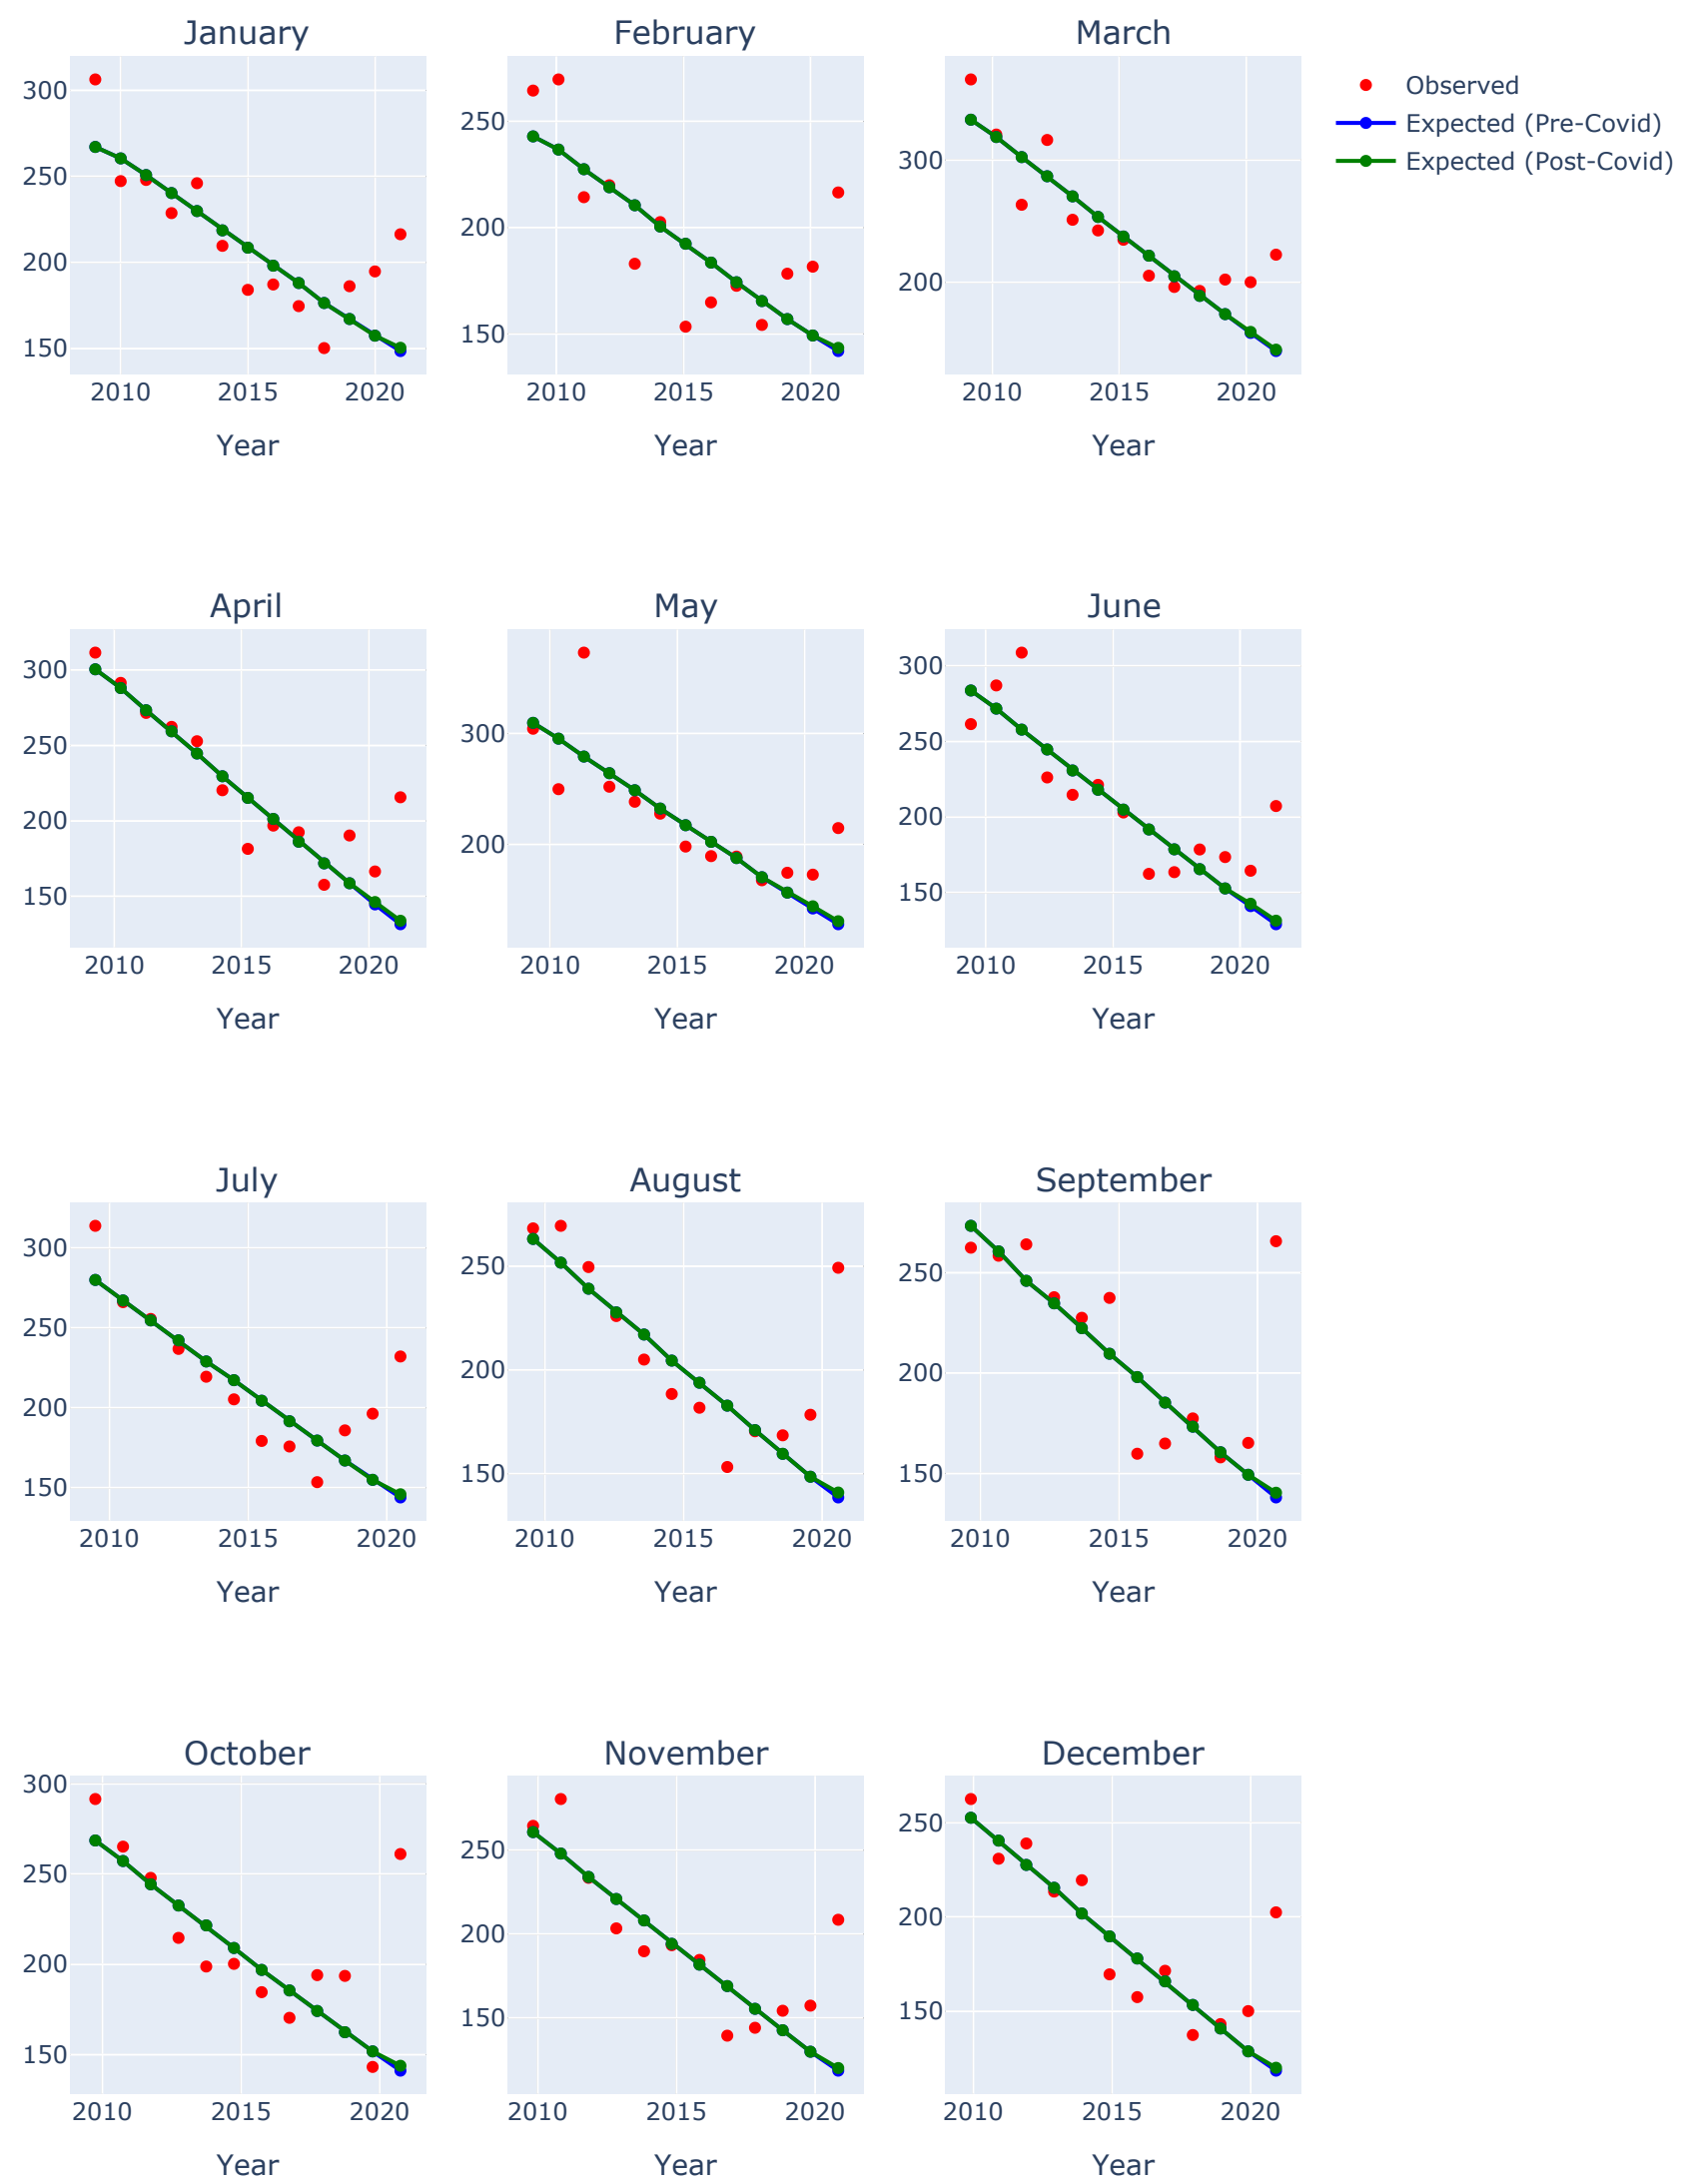 January February March
300
250
200
150
2010 2015 2020
Year
250
200
150
2010 2015 2020
Year
300
200
2010 2015 2020
Year
Observed
Expected (Pre-Covid)
Expected (Post-Covid)
April May June
300
250
200
150
2010 2015 2020
Year
300
200
2010 2015 2020
Year
300
250
200
150
2010 2015 2020
Year
July August September
300
250
200
150
2010 2015 2020
Year
250
200
150
2010 2015 2020
Year
250
200
150
2010 2015 2020
Year
October November December
300
250
200
150
2010 2015 2020
Year
250
200
150
2010 2015 2020
Year
250
200
150
2010 2015 2020
Year